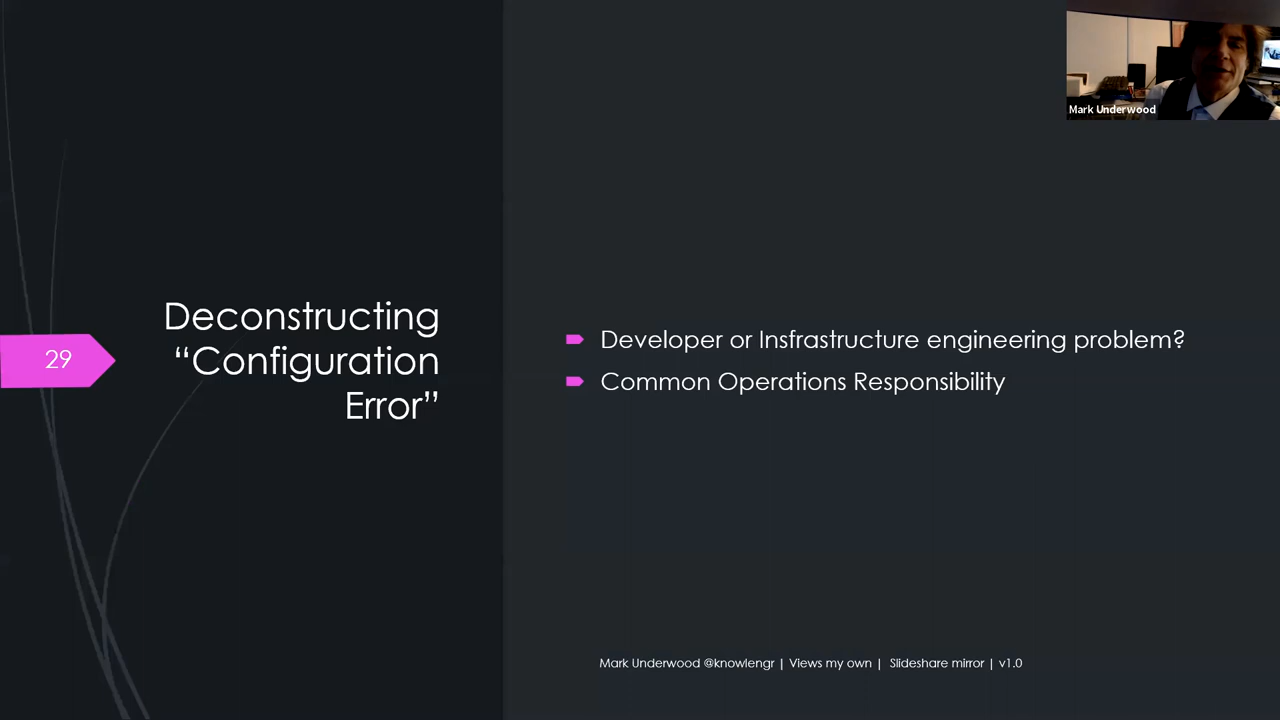 Mark Underwood
29
Deconstructing
“Configuration
Error”
Developer or Insfrastructure engineering problem?
Common Operations Responsibility
Mark Underwood @knowlengr | Views my own | Slideshare mirror | v1.0